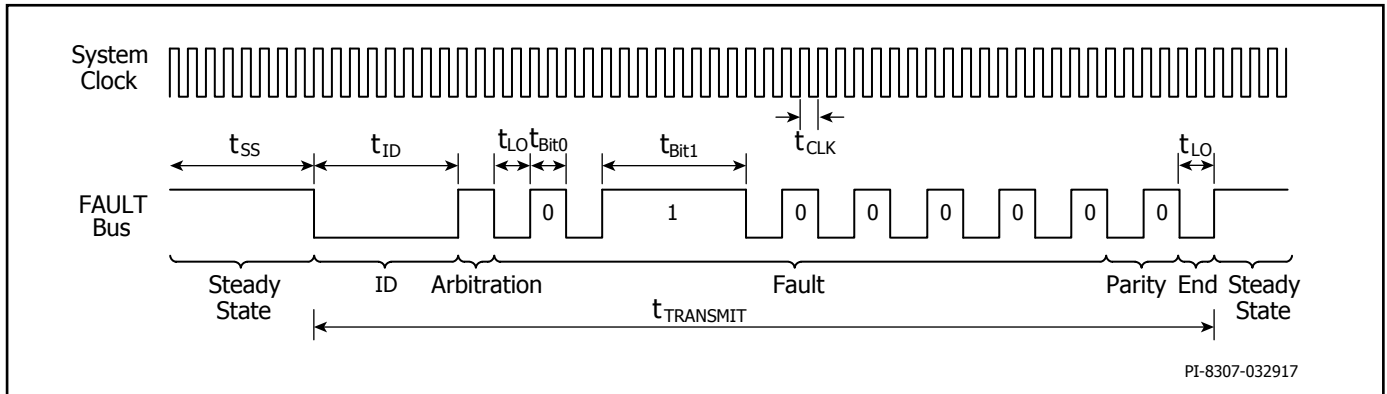 System
Clock
tSS
tID
tLO
tBit0
tBit1
tCLK
tLO
FAULT
Bus
0
1
0
0
0
0
0
0
Steady
State
ID
Arbitration
Fault
Parity
End
Steady
State
tTRANSMIT
PI-8307-032917